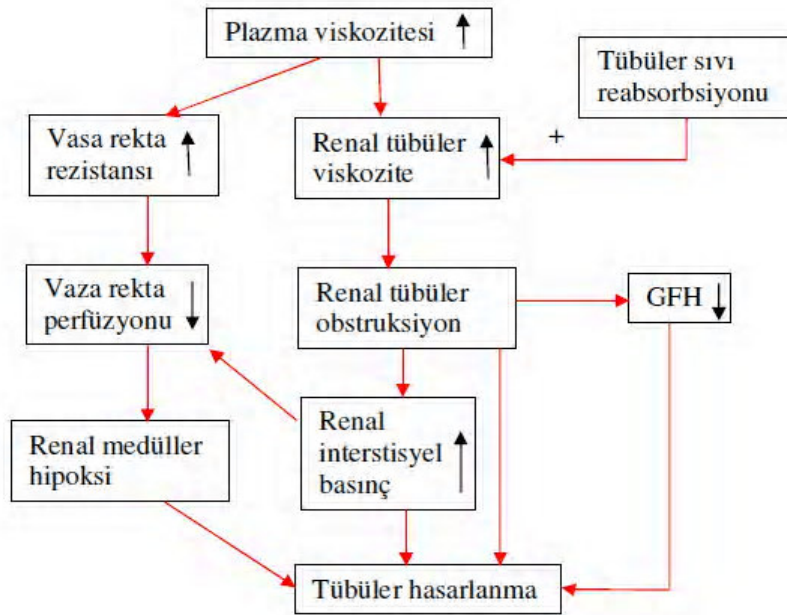 Plazma viskozitesi
Tübüler sıvı
reabsorbsiyonu
Vasa rekta
rezistansı
Renal tübüler
viskozite
+
Vaza rekta
perfüzyonu
Renal tübüler
obstruksiyon
GFH
Renal medüller
hipoksi
Renal
interstisyel
basınç
Tübüler hasarlanma